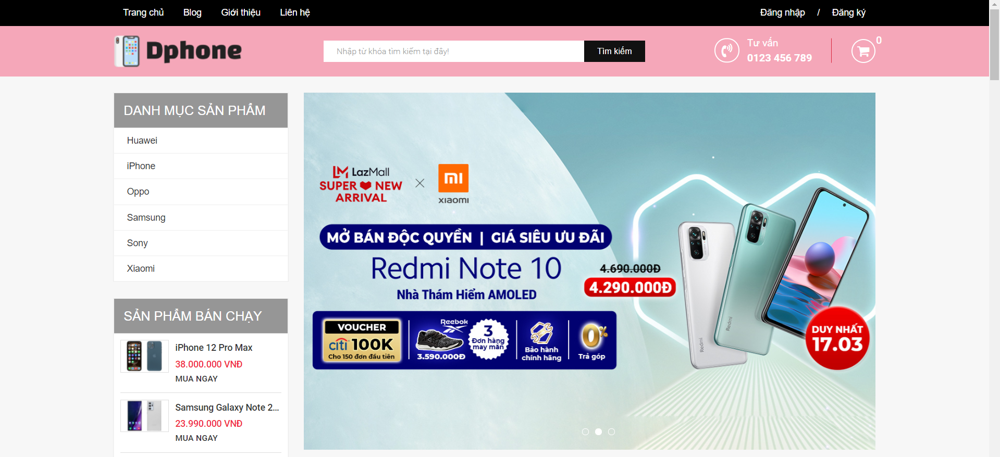 Trang chủ Blog Giới thiệu Liên hệ Đăng nhập / Đăng ký
Dphone
Nhập từ khóa tìm kiếm tại đây!
Tìm kiếm
Tư vấn
0123 456 789
0
DANH MỤC SẢN PHẨM
Huawei
iPhone
Oppo
Samsung
Sony
Xiaomi
SẢN PHẨM BÁN CHẠY
iPhone 12 Pro Max
38.000.000 VNĐ
MUA NGAY
Samsung Galaxy Note 2...
23.990.000 VNĐ
MUA NGAY
LM LazMall
SUPER NEW
ARRIVAL
mi
xiaomi
MỞ BÁN ĐỘC QUYỀN | GIÁ SIÊU ƯU ĐÃI
Redmi Note 10
Nhà Thám Hiểm AMOLED
4.690.000Đ
4.290.000Đ
VOUCHER
citi 100K
Cho 150 đơn đầu tiên
Reebok
3.590.000Đ
3
Đơn hàng
may mắn
Bảo hành
chính hãng
0%
Trả góp
Redmi
Redmi
DUY NHẤT
17.03